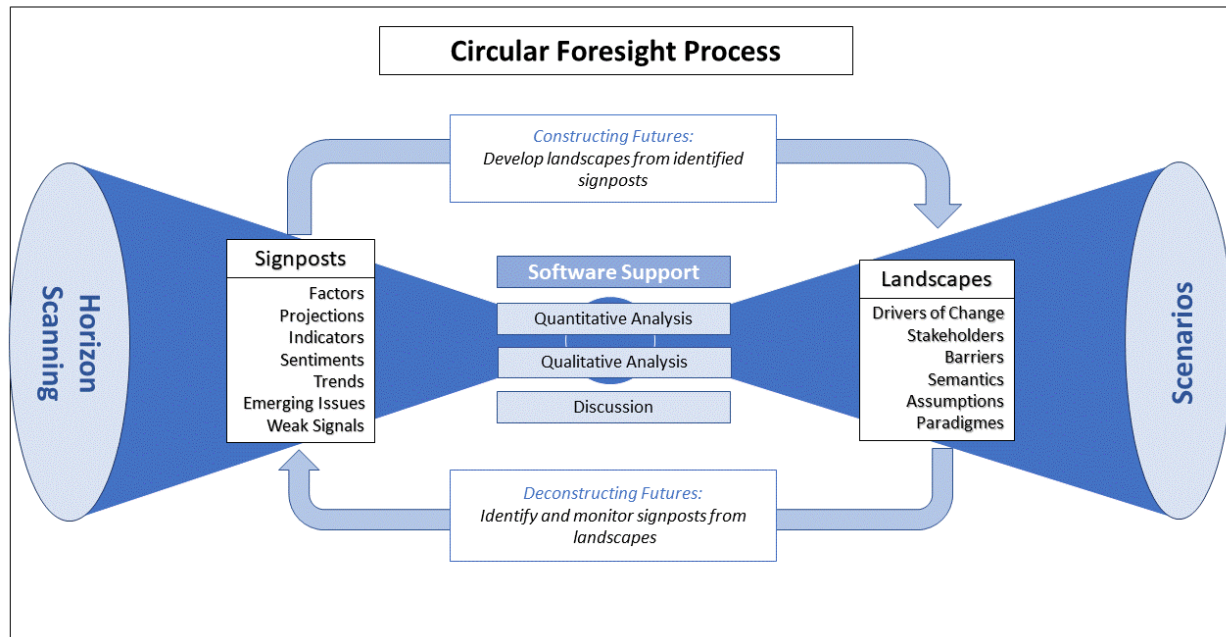 Circular Foresight Process
Constructing Futures:
Develop landscapes from identified
signposts
Horizon
Scanning
Signposts
Factors
Projections
Indicators
Sentiments
Trends
Emerging Issues
Weak Signals
Software Support
Quantitative Analysis
Qualitative Analysis
Discussion
Landscapes
Drivers of Change
Stakeholders
Barriers
Semantics
Assumptions
Paradigmes
Scenarios
Deconstructing Futures:
Identify and monitor signposts from
landscapes